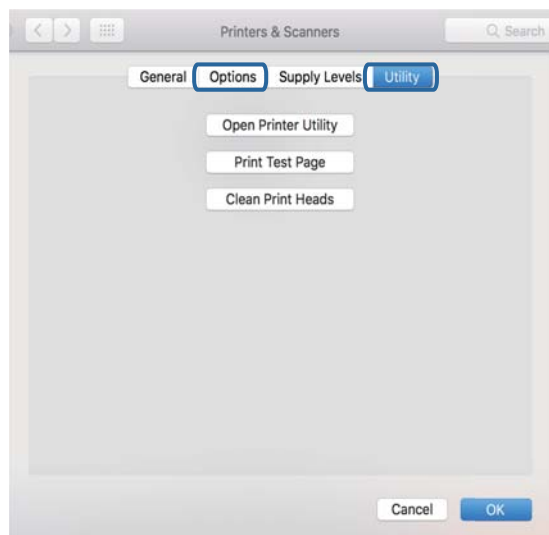 Printers & Scanners
Search
General Options Supply Levels Utility
Open Printer Utility
Print Test Page
Clean Print Heads
Cancel OK